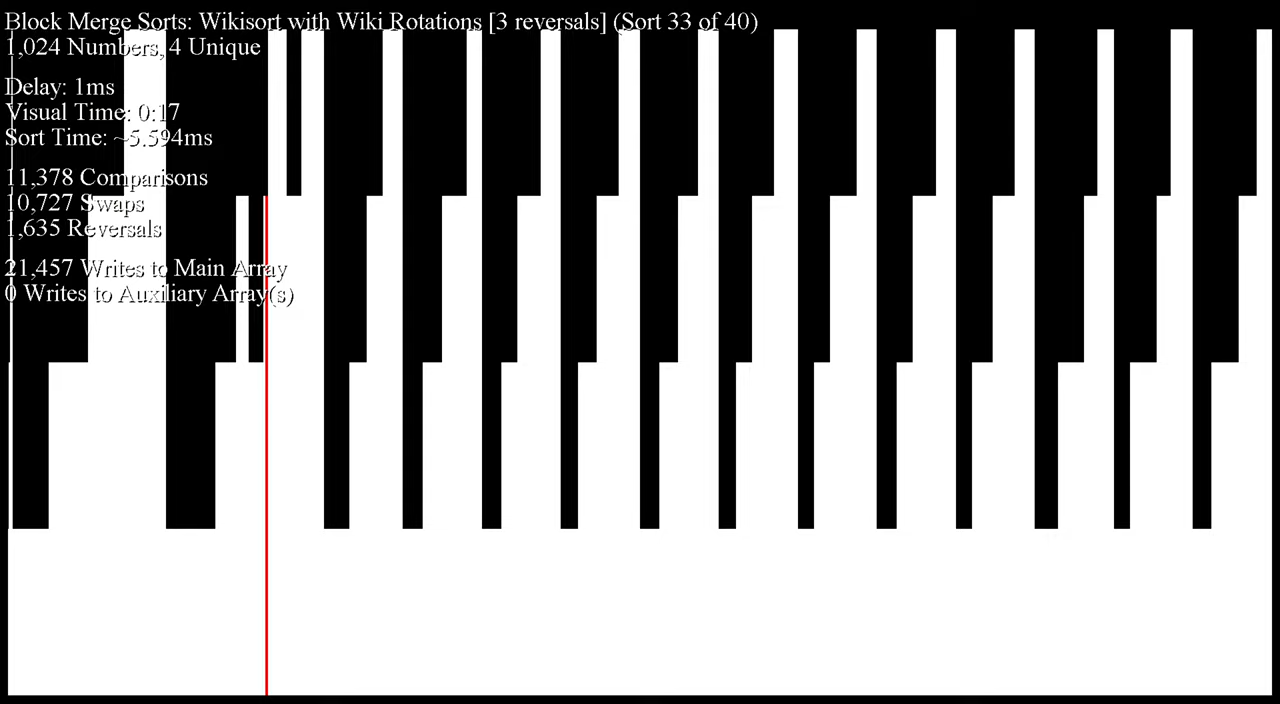 Block Merge Sorts: Wikisort with Wiki Rotations [3 reversals] (Sort 33 of 40)
1,024 Numbers, 4 Unique
Delay: 1ms
Visual Time: 0:17
Sort Time: ~5.594ms
11,378 Comparisons
10,727 Swaps
1,635 Reversals
21,457 Writes to Main Array
0 Writes to Auxiliary Array(s)